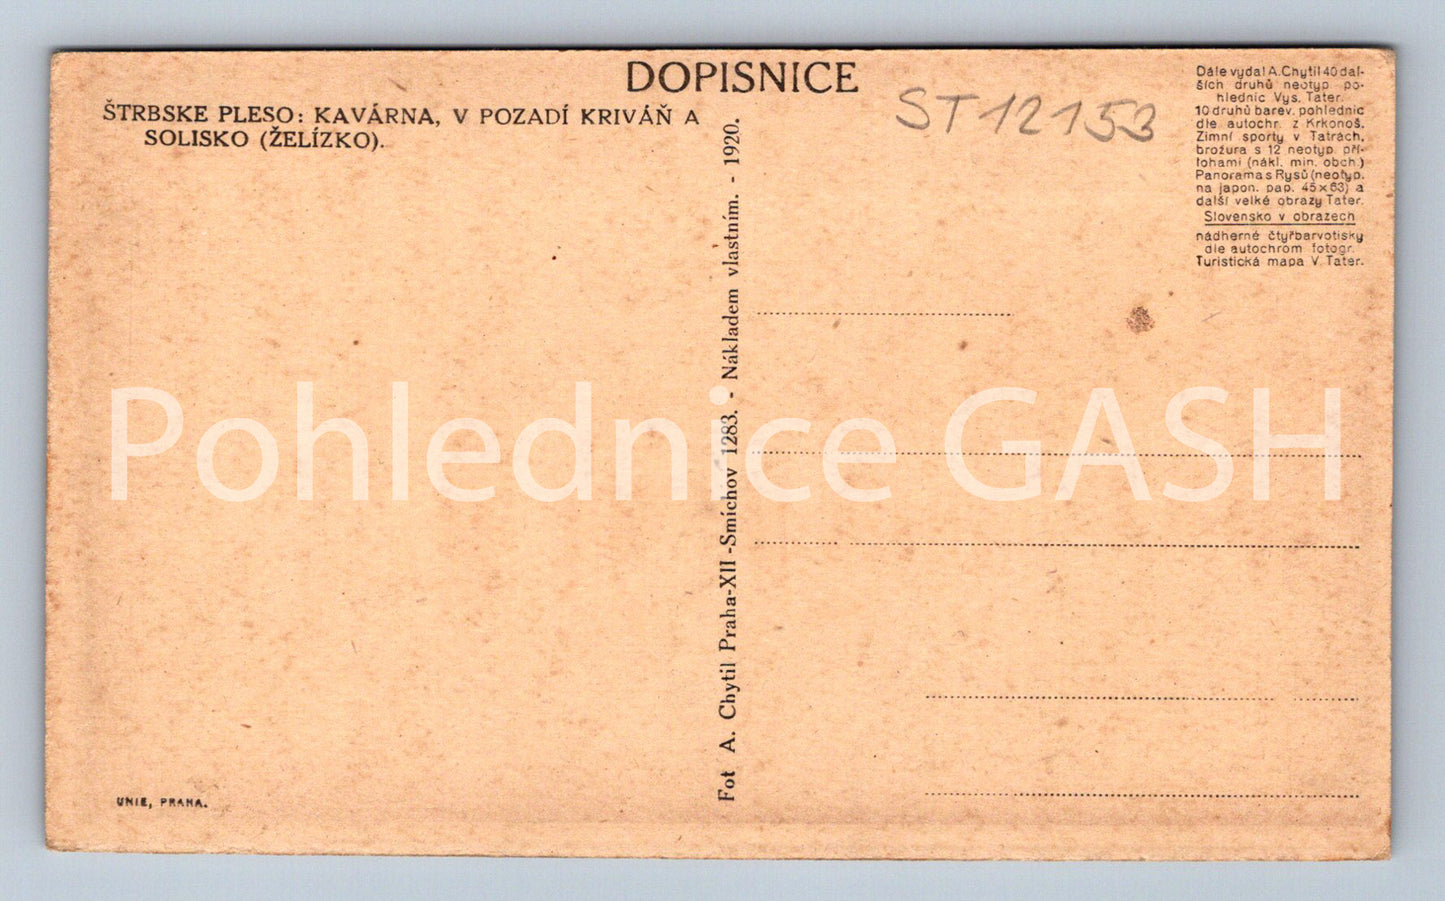 DOPISNICE
ŠTRBSKE PLESO: KAVÁRNA, V POZADÍ KRIVÁŇ A
SOLISKO (ŽELÍZKO).
ST12153
Dále vydal A.Chytil 40 dal-
ších druhů neotyp. po-
hlednic Vys. Tater.
10 druhů barev. pohlednic
dle autochr. z Krkonoš.
Zimní sporty v Tatrách,
brožura s 12 neotyp. pří-
lohami (nákl. min. obch.)
Panorama s Rysů (neotyp.
na japon. pap. 45×63) a
další velké obrazy Tater.
Slovensko v obrazech
nádherné čtyřbarvotisky
dle autochrom fotogr.
Turistická mapa V. Tater.
Fot A. Chytil Praha-XII -Smíchov 1283. - Nákladem vlastním. - 1920.
Pohlednice GASH
UNIE, PRAHA.